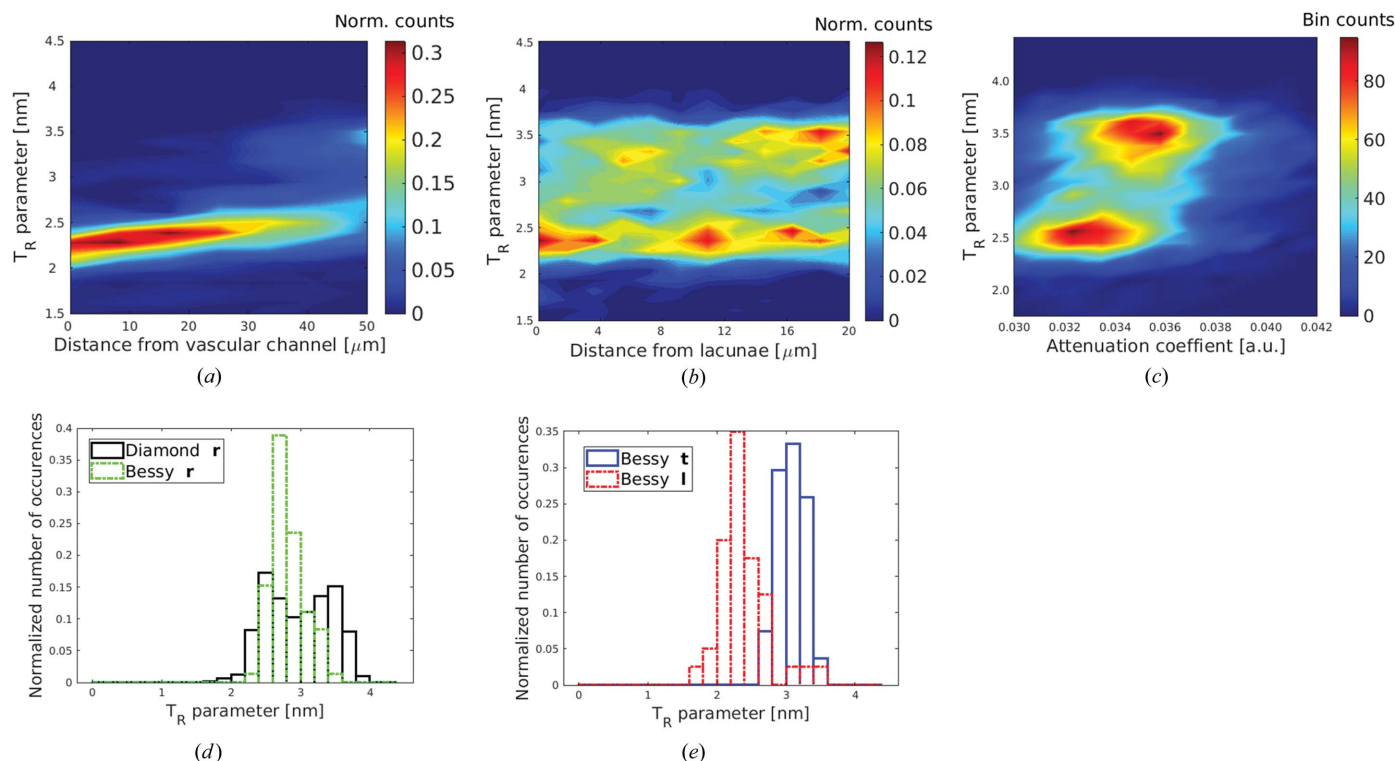 Norm. counts
4.5
4
3.5
3
2.5
2
1.5
T_R parameter [nm]
0 10 20 30 40 50
Distance from vascular channel [μm]
0.3
0.25
0.2
0.15
0.1
0.05
0
(a)
Norm. counts
4.5
4
3.5
3
2.5
2
1.5
T_R parameter [nm]
0 4 8 12 16 20
Distance from lacunae [μm]
0.12
0.1
0.08
0.06
0.04
0.02
0
(b)
Bin counts
4.0
3.5
3.0
2.5
2.0
T_R parameter [nm]
0.030 0.032 0.034 0.036 0.038 0.040 0.042
Attenuation coeffient [a.u.]
80
60
40
20
0
(c)
Normalized number of occurences
0.4
0.35
0.3
0.25
0.2
0.15
0.1
0.05
0
Diamond r
Bessy r
0 1 2 3 4
T_R parameter [nm]
(d)
Normalized number of occurences
0.35
0.3
0.25
0.2
0.15
0.1
0.05
0
Bessy t
Bessy l
0 1 2 3 4
T_R parameter [nm]
(e)